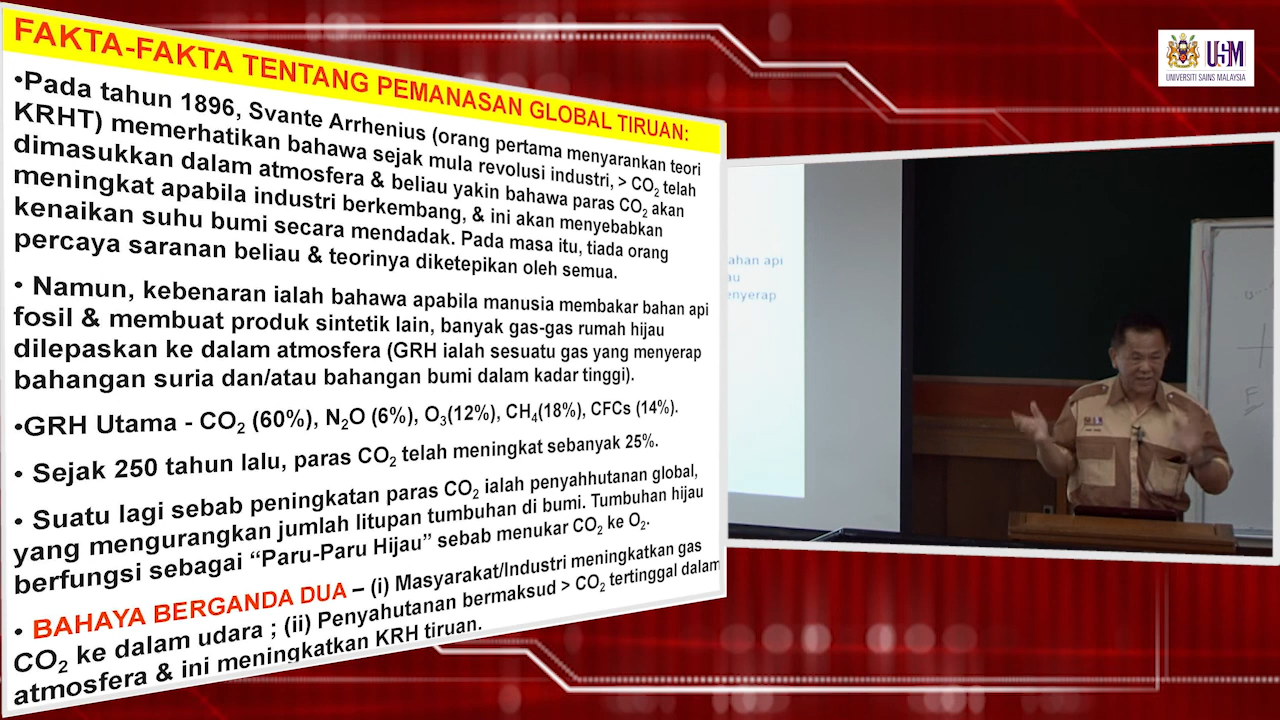 FAKTA-FAKTA TENTANG PEMANASAN GLOBAL TIRUAN:
•Pada tahun 1896, Svante Arrhenius (orang pertama menyarankan teori
KRHT) memerhatikan bahawa sejak mula revolusi industri, > CO₂ telah
dimasukkan dalam atmosfera & beliau yakin bahawa paras CO₂ akan
meningkat apabila industri berkembang, & ini akan menyebabkan
kenaikan suhu bumi secara mendadak. Pada masa itu, tiada orang
percaya saranan beliau & teorinya diketepikan oleh semua.
• Namun, kebenaran ialah bahawa apabila manusia membakar bahan api
fosil & membuat produk sintetik lain, banyak gas-gas rumah hijau
dilepaskan ke dalam atmosfera (GRH ialah sesuatu gas yang menyerap
bahangan suria dan/atau bahangan bumi dalam kadar tinggi).
•GRH Utama - CO₂ (60%), N₂O (6%), O₃(12%), CH₄(18%), CFCs (14%).
• Sejak 250 tahun lalu, paras CO₂ telah meningkat sebanyak 25%.
• Suatu lagi sebab peningkatan paras CO₂ ialah penyahhutanan global,
yang mengurangkan jumlah litupan tumbuhan di bumi. Tumbuhan hijau
berfungsi sebagai “Paru-Paru Hijau” sebab menukar CO₂ ke O₂.
• BAHAYA BERGANDA DUA – (i) Masyarakat/Industri meningkatkan gas
CO₂ ke dalam udara ; (ii) Penyahutanan bermaksud > CO₂ tertinggal dalam
atmosfera & ini meningkatkan KRH tiruan.
USM
UNIVERSITI SAINS MALAYSIA
ahan api
au
enyerap
E